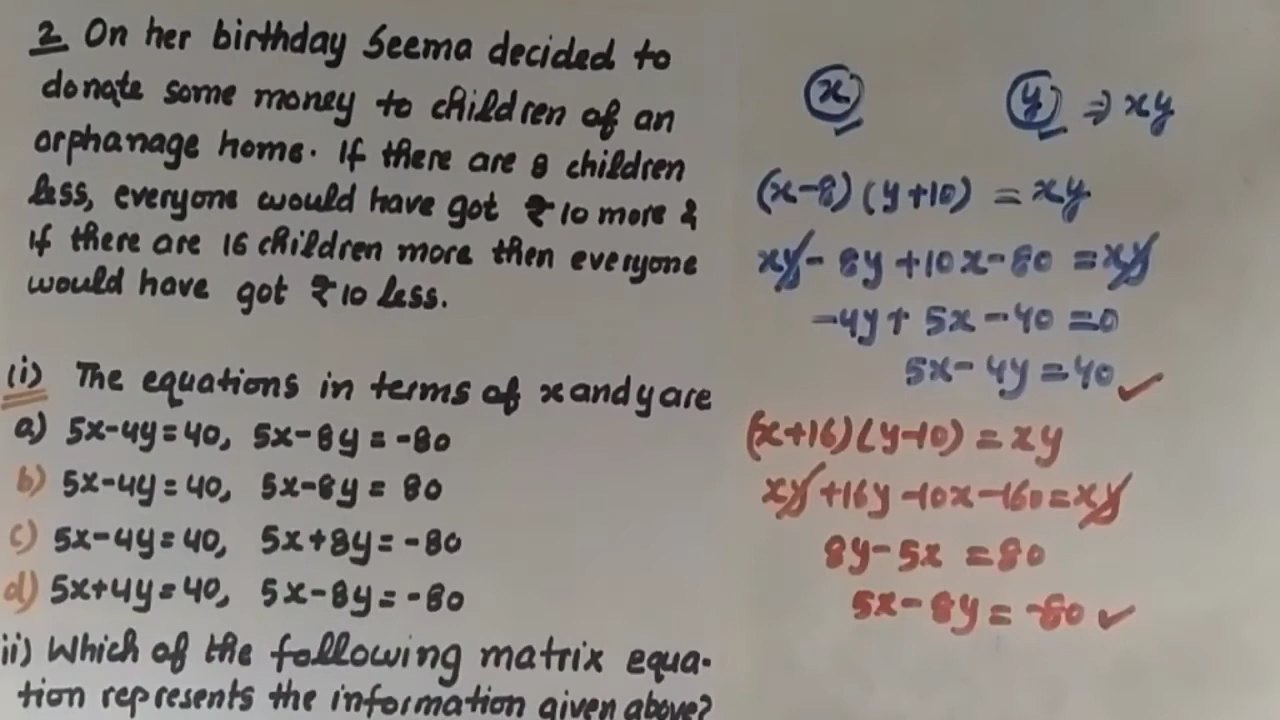 2 On her birthday Seema decided to
donate some money to children of an
orphanage home. If there are 8 children
less, everyone would have got ₹10 more &
if there are 16 children more then everyone
would have got ₹10 less.
(i) The equations in terms of x and y are
a) 5x-4y=40, 5x-8y=-80
b) 5x-4y=40, 5x-8y= 80
c) 5x-4y=40, 5x+8y=-80
d) 5x+4y=40, 5x-8y=-80
ii) Which of the following matrix equa-
tion represents the information given above?
x y ⇒ xy
(x-8) (y+10) = xy
xy-8y+10x-80 =xy
-4y+ 5x-40=0
5x-4y=40 ✓
(x+16)(y-10)=xy
xy+16y-10x-160=xy
8y-5x =80
5x-8y=-80 ✓